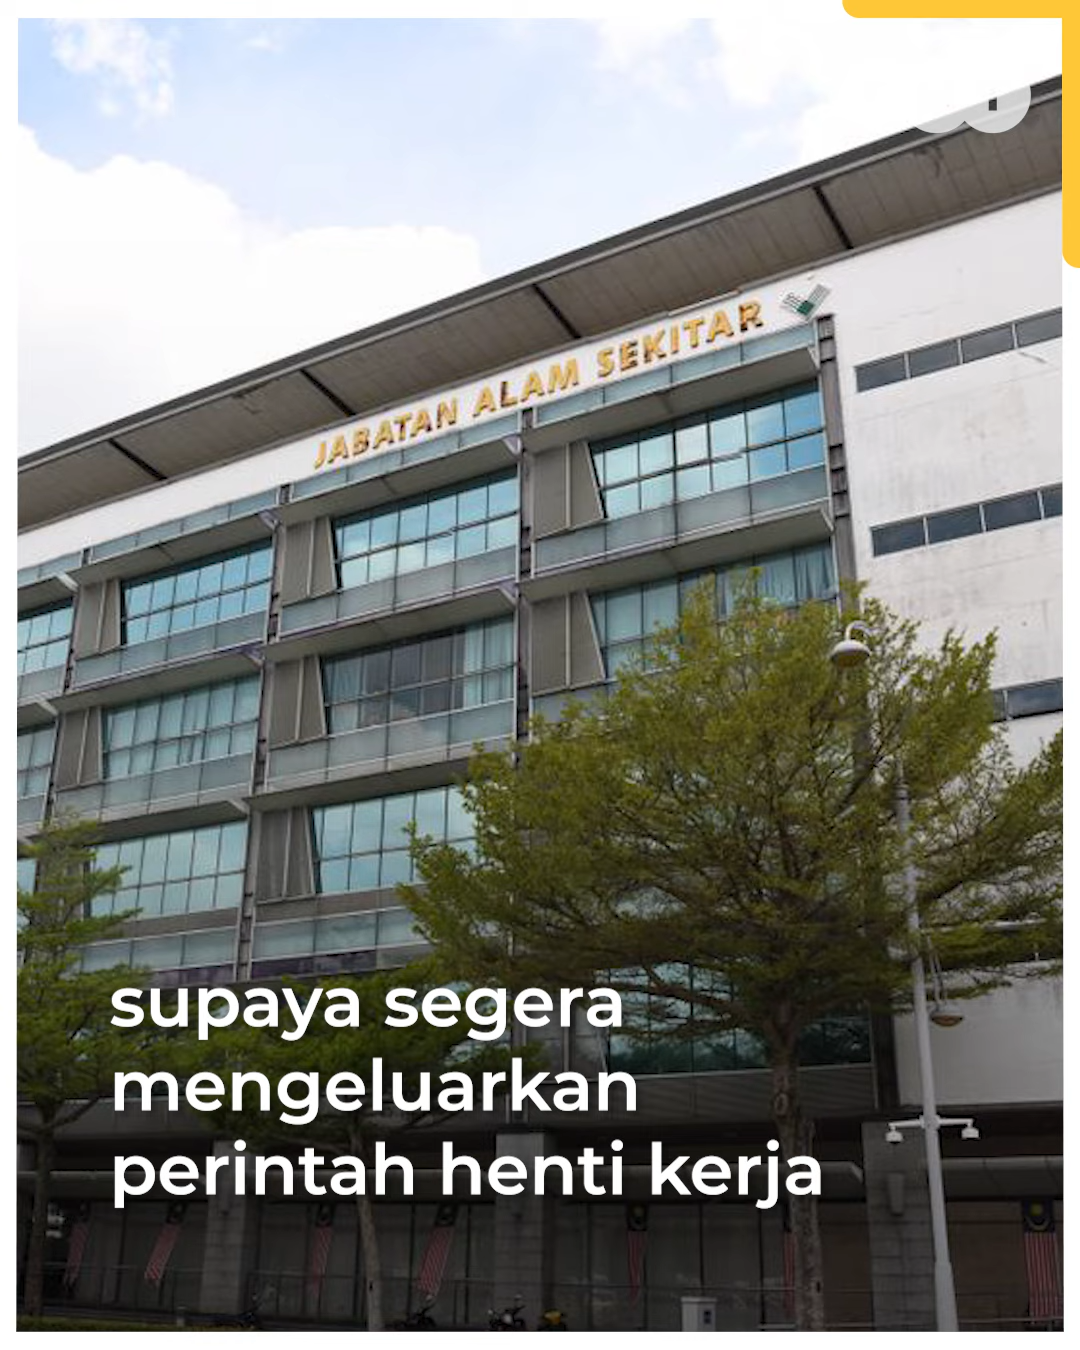 JABATAN ALAM SEKITAR
supaya segera
mengeluarkan
perintah henti kerja